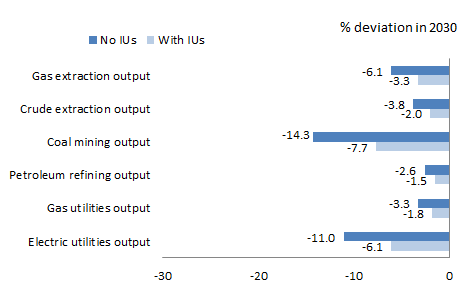 % deviation in 2030
No IUs With IUs
Gas extraction output -6.1
-3.3
Crude extraction output -3.8
-2.0
Coal mining output -14.3
-7.7
Petroleum refining output -2.6
-1.5
Gas utilities output -3.3
-1.8
Electric utilities output -11.0
-6.1
-30 -20 -10 0